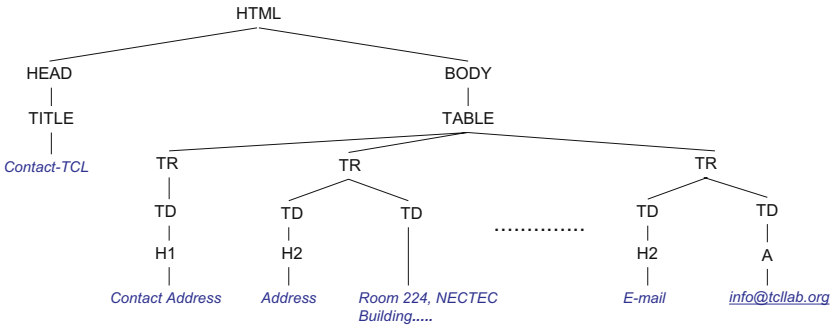 HTML
HEAD BODY
TITLE TABLE
Contact-TCL TR TR TR
TD TD TD .............. TD TD
H1 H2 H2 A
Contact Address Address Room 224, NECTEC E-mail info@tcllab.org
Building.....